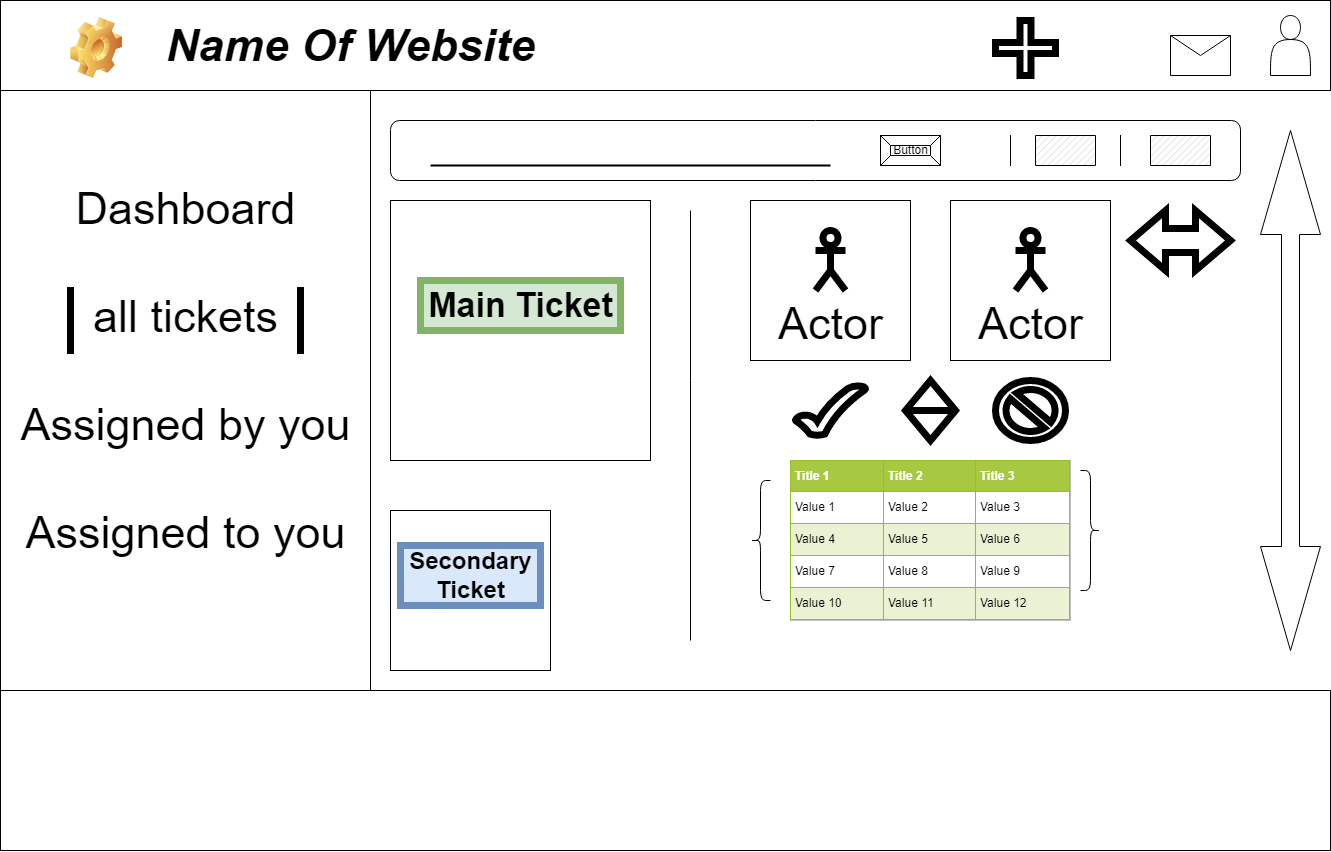 Name Of Website
Dashboard
all tickets
Assigned by you
Assigned to you
Button
Main Ticket
Secondary
Ticket
Actor
Actor
Title 1 Title 2 Title 3
Value 1 Value 2 Value 3
Value 4 Value 5 Value 6
Value 7 Value 8 Value 9
Value 10 Value 11 Value 12